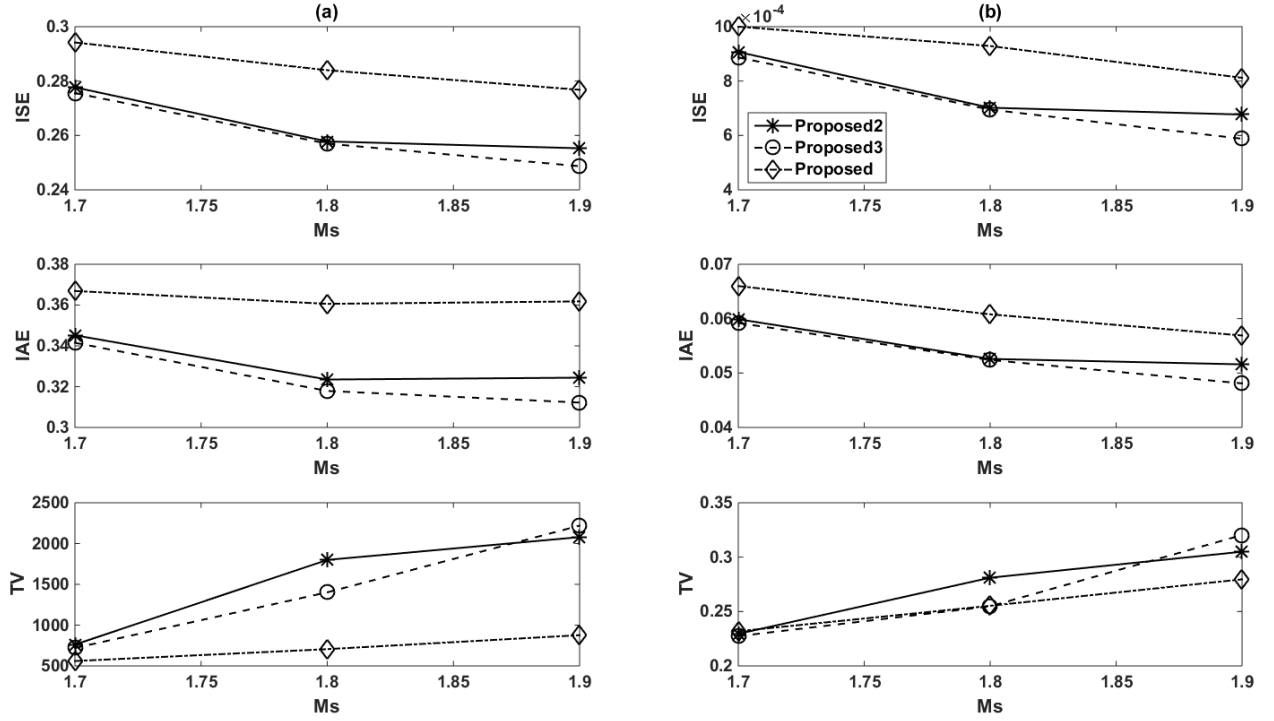 (a)
0.3
0.28
0.26
0.24
ISE
1.7 1.75 1.8 1.85 1.9
Ms
0.38
0.36
0.34
0.32
0.3
IAE
1.7 1.75 1.8 1.85 1.9
Ms
2500
2000
1500
1000
500
TV
1.7 1.75 1.8 1.85 1.9
Ms
(b)
× 10^-4
10
8
6
4
ISE
Proposed2
Proposed3
Proposed
1.7 1.75 1.8 1.85 1.9
Ms
0.07
0.06
0.05
0.04
IAE
1.7 1.75 1.8 1.85 1.9
Ms
0.35
0.3
0.25
0.2
TV
1.7 1.75 1.8 1.85 1.9
Ms